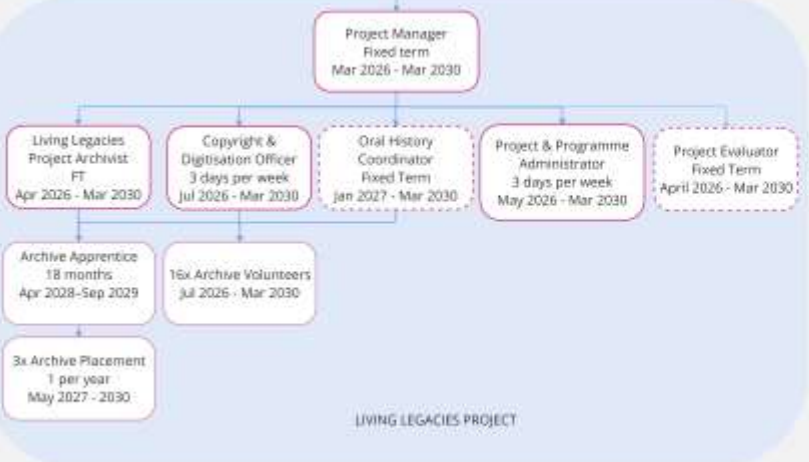 Project Manager
Fixed term
Mar 2026 - Mar 2030
Living Legacies
Project Archivist
FT
Apr 2026 - Mar 2030
Copyright &
Digitisation Officer
3 days per week
Jul 2026 - Mar 2030
Oral History
Coordinator
Fixed Term
Jan 2027 - Mar 2030
Project & Programme
Administrator
3 days per week
May 2026 - Mar 2030
Project Evaluator
Fixed Term
April 2026 - Mar 2030
Archive Apprentice
18 months
Apr 2028–Sep 2029
16x Archive Volunteers
Jul 2026 - Mar 2030
3x Archive Placement
1 per year
May 2027 - 2030
LIVING LEGACIES PROJECT